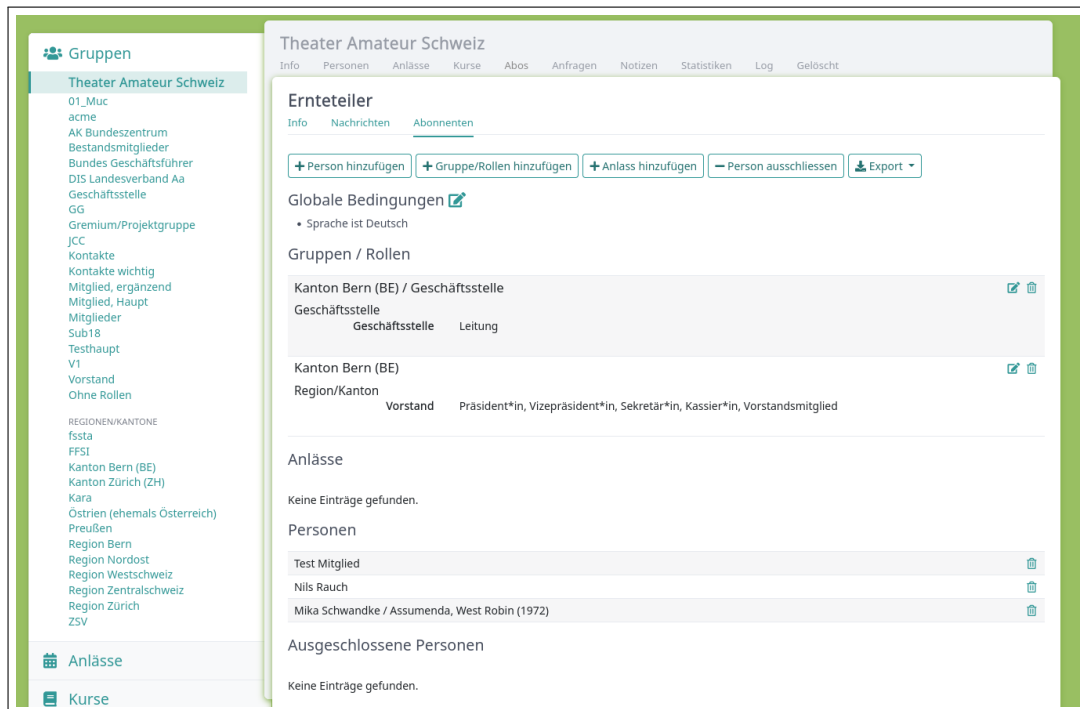 Gruppen
Theater Amateur Schweiz
01_Muc
acme
AK Bundeszentrum
Bestandsmitglieder
Bundes Geschäftsführer
DIS Landesverband Aa
Geschäftsstelle
GG
Gremium/Projektgruppe
JCC
Kontakte
Kontakte wichtig
Mitglied, ergänzend
Mitglied, Haupt
Mitglieder
Sub18
Testhaupt
V1
Vorstand
Ohne Rollen
REGIONEN/KANTONE
fssta
FFSI
Kanton Bern (BE)
Kanton Zürich (ZH)
Kara
Östrien (ehemals Österreich)
Preußen
Region Bern
Region Nordost
Region Westschweiz
Region Zentralschweiz
Region Zürich
ZSV
Anlässe
Kurse
Theater Amateur Schweiz
Info Personen Anlässe Kurse Abos Anfragen Notizen Statistiken Log Gelöscht
Ernteteiler
Info Nachrichten Abonnenten
+ Person hinzufügen + Gruppe/Rollen hinzufügen + Anlass hinzufügen − Person ausschliessen Export
Globale Bedingungen
• Sprache ist Deutsch
Gruppen / Rollen
Kanton Bern (BE) / Geschäftsstelle
Geschäftsstelle
Geschäftsstelle Leitung
Kanton Bern (BE)
Region/Kanton
Vorstand Präsident*in, Vizepräsident*in, Sekretär*in, Kassier*in, Vorstandsmitglied
Anlässe
Keine Einträge gefunden.
Personen
Test Mitglied
Nils Rauch
Mika Schwandke / Assumenda, West Robin (1972)
Ausgeschlossene Personen
Keine Einträge gefunden.